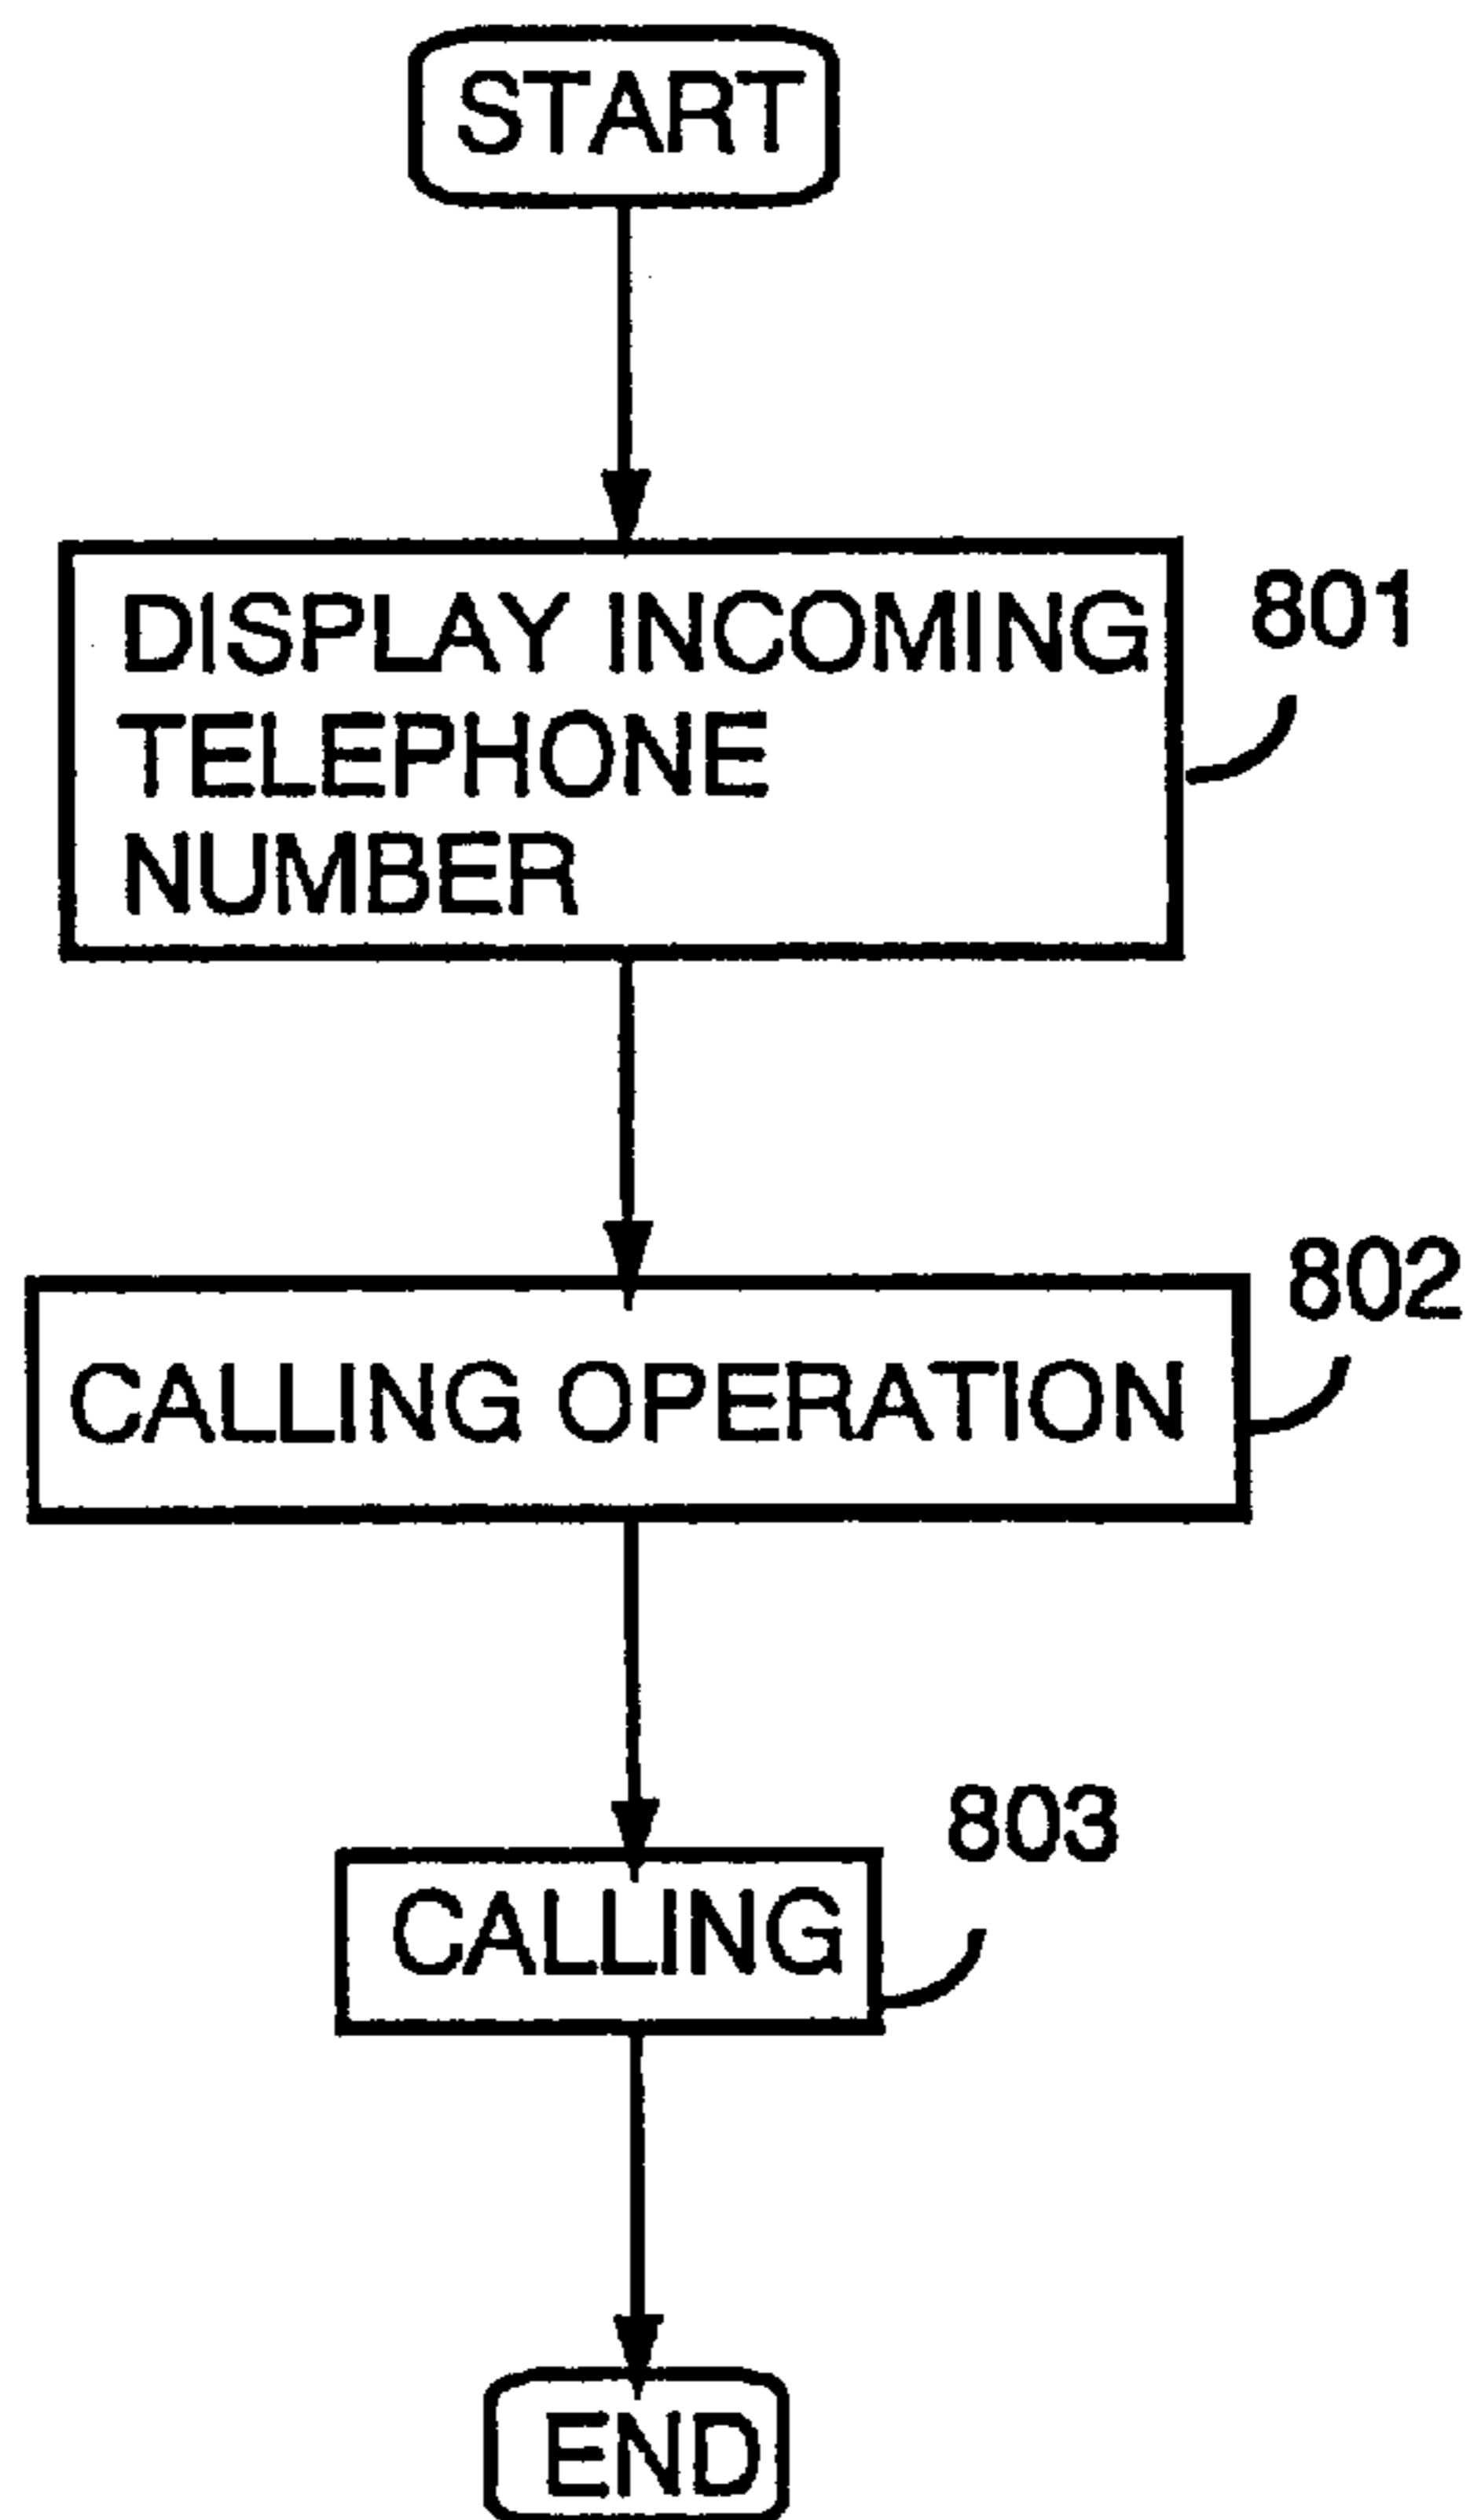 START
DISPLAY INCOMING
TELEPHONE
NUMBER
801
CALLING OPERATION
802
CALLING
803
END